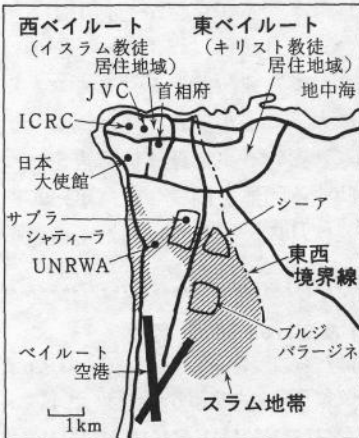 西ベイルート
（イスラム教徒
居住地域）
東ベイルート
（キリスト教徒
居住地域）
地中海
JVC
首相府
ICRC
日本
大使館
サブラ
シャティーラ
シーア
UNRWA
東西
境界線
ベイルート
空港
ブルジ
バラージネ
スラム地帯
1km